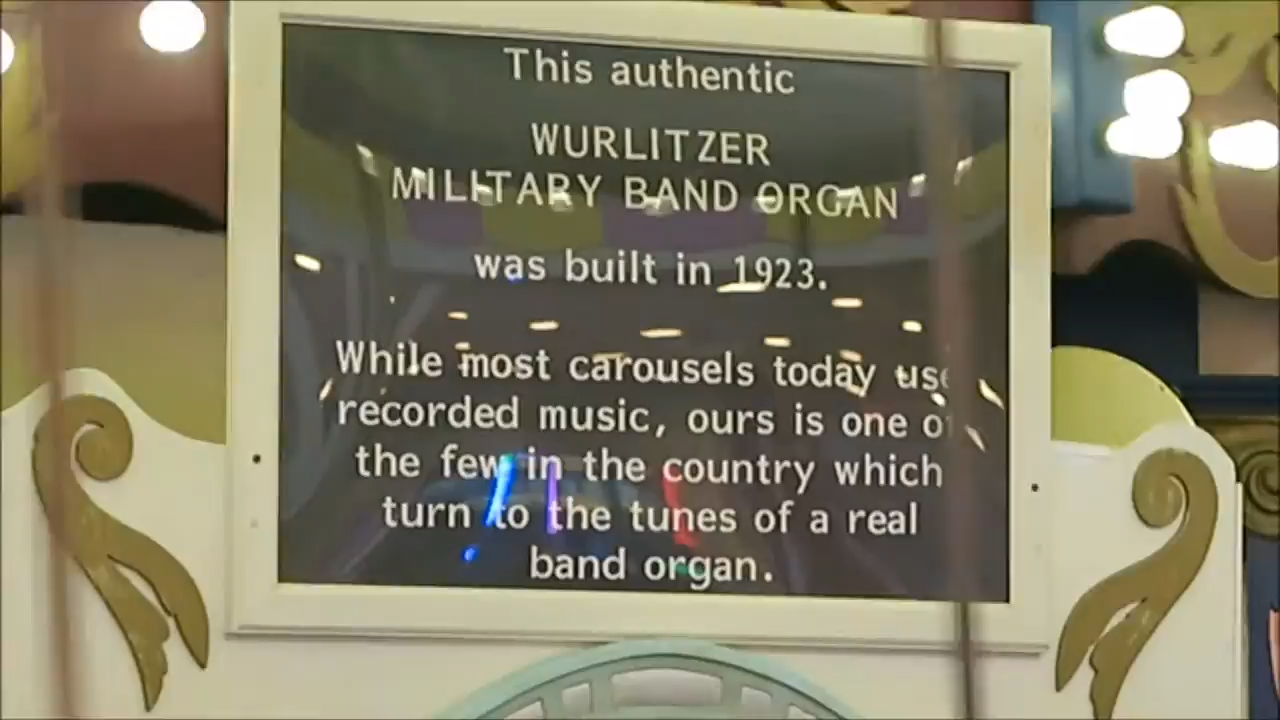 This authentic
WURLITZER
MILITARY BAND ORGAN
was built in 1923.
While most carousels today use
recorded music, ours is one of
the few in the country which
turn to the tunes of a real
band organ.